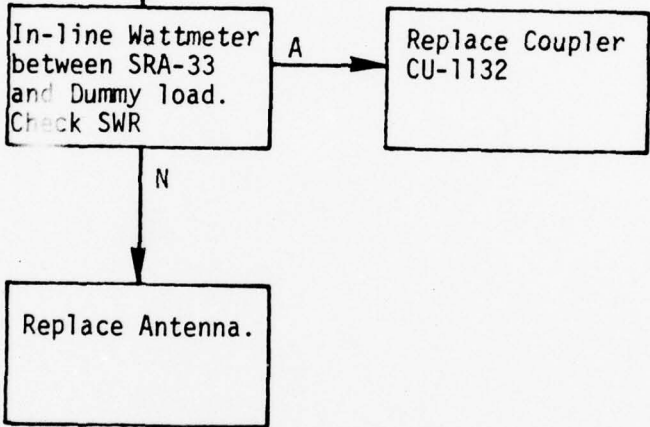 In-line Wattmeter
between SRA-33
and Dummy load.
Check SWR
A
Replace Coupler
CU-1132
N
Replace Antenna.